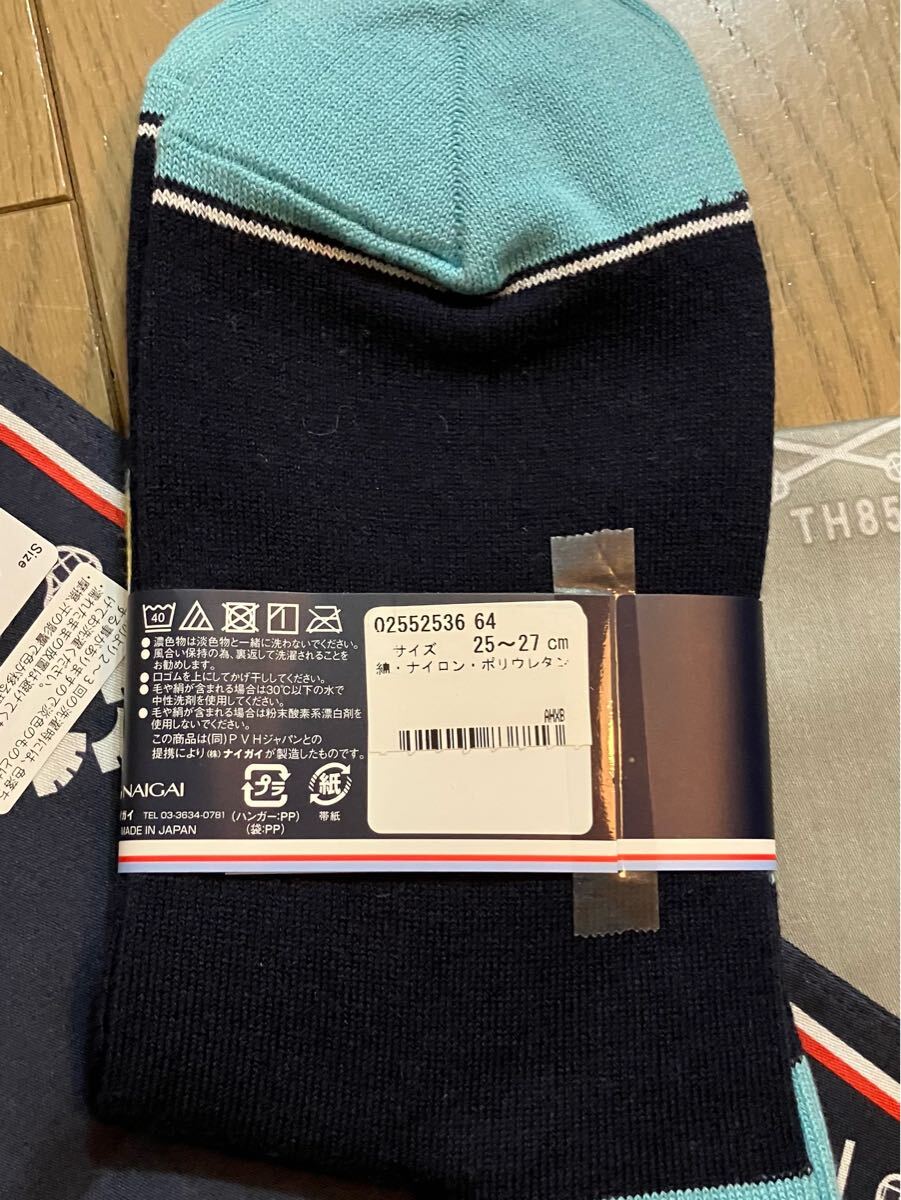 40
●濃色物は淡色物と一緒に洗わないでください。
●風合い保持の為、裏返して洗濯されることを
お勧めします。
●口ゴムを上にしてかげ干ししてください。
●毛や絹が含まれる場合は30℃以下の水で
中性洗剤を使用してください。
●毛や絹が含まれる場合は粉末酸素系漂白剤を
使用しないでください。
この商品は(同)PVHジャパンとの
提携により(株)ナイガイが製造したものです。
NAIGAI
プラ
紙
TEL 03-3634-0781
(ハンガー:PP)
帯紙
MADE IN JAPAN
(袋:PP)
02552536 64
サイズ 25～27 cm
綿・ナイロン・ポリウレタン
AHXB
Size
TH85